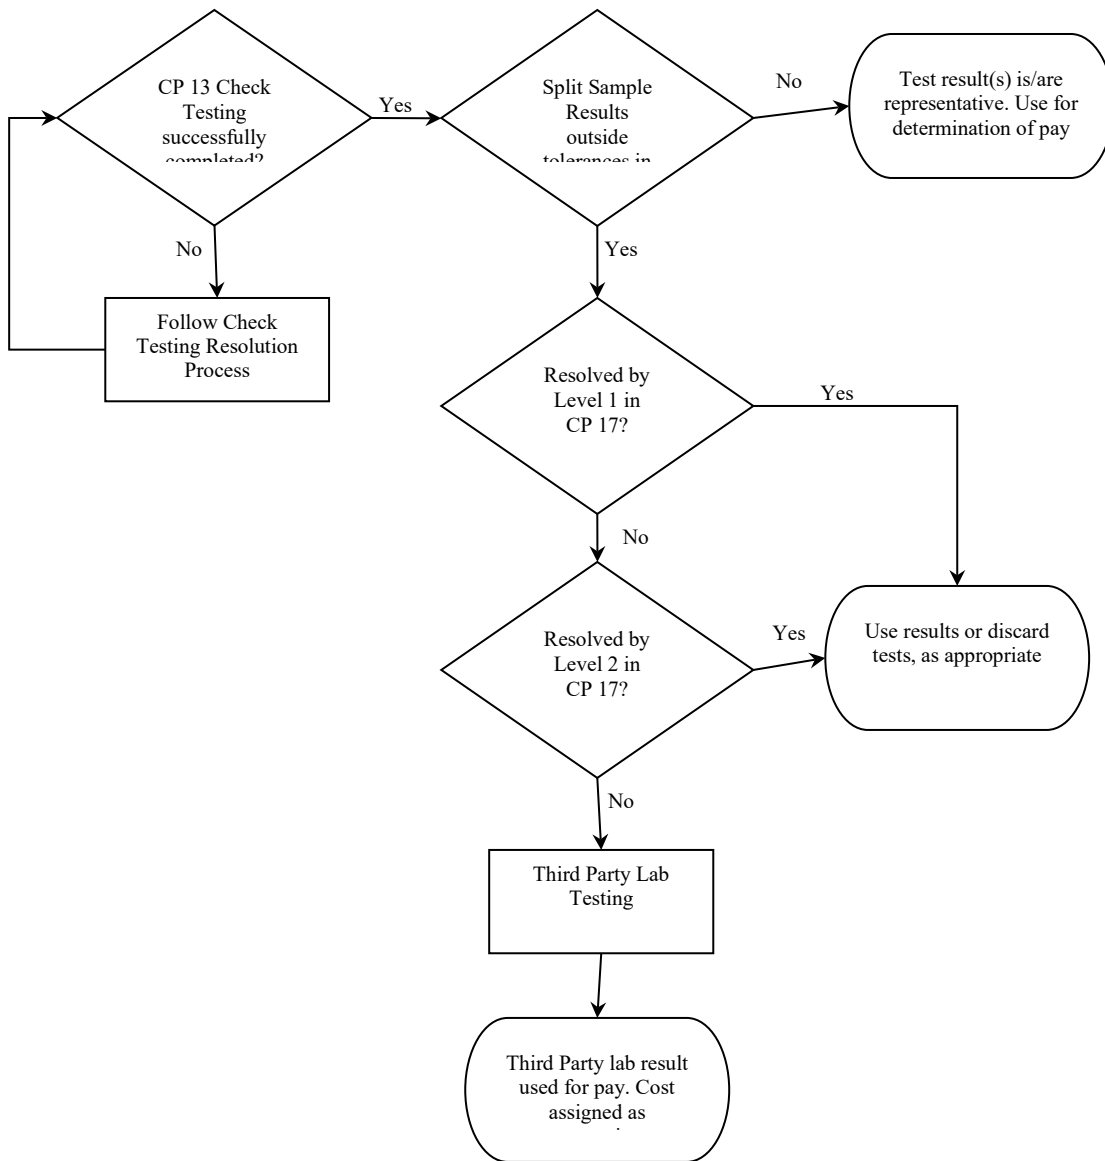 CP 13 Check
Testing
successfully
completed?
Yes
Split Sample
Results
outside
tolerances in
No
Test result(s) is/are
representative. Use for
determination of pay
No
Yes
Follow Check
Testing Resolution
Process
Resolved by
Level 1 in
CP 17?
Yes
No
Resolved by
Level 2 in
CP 17?
Yes
Use results or discard
tests, as appropriate
No
Third Party Lab
Testing
Third Party lab result
used for pay. Cost
assigned as